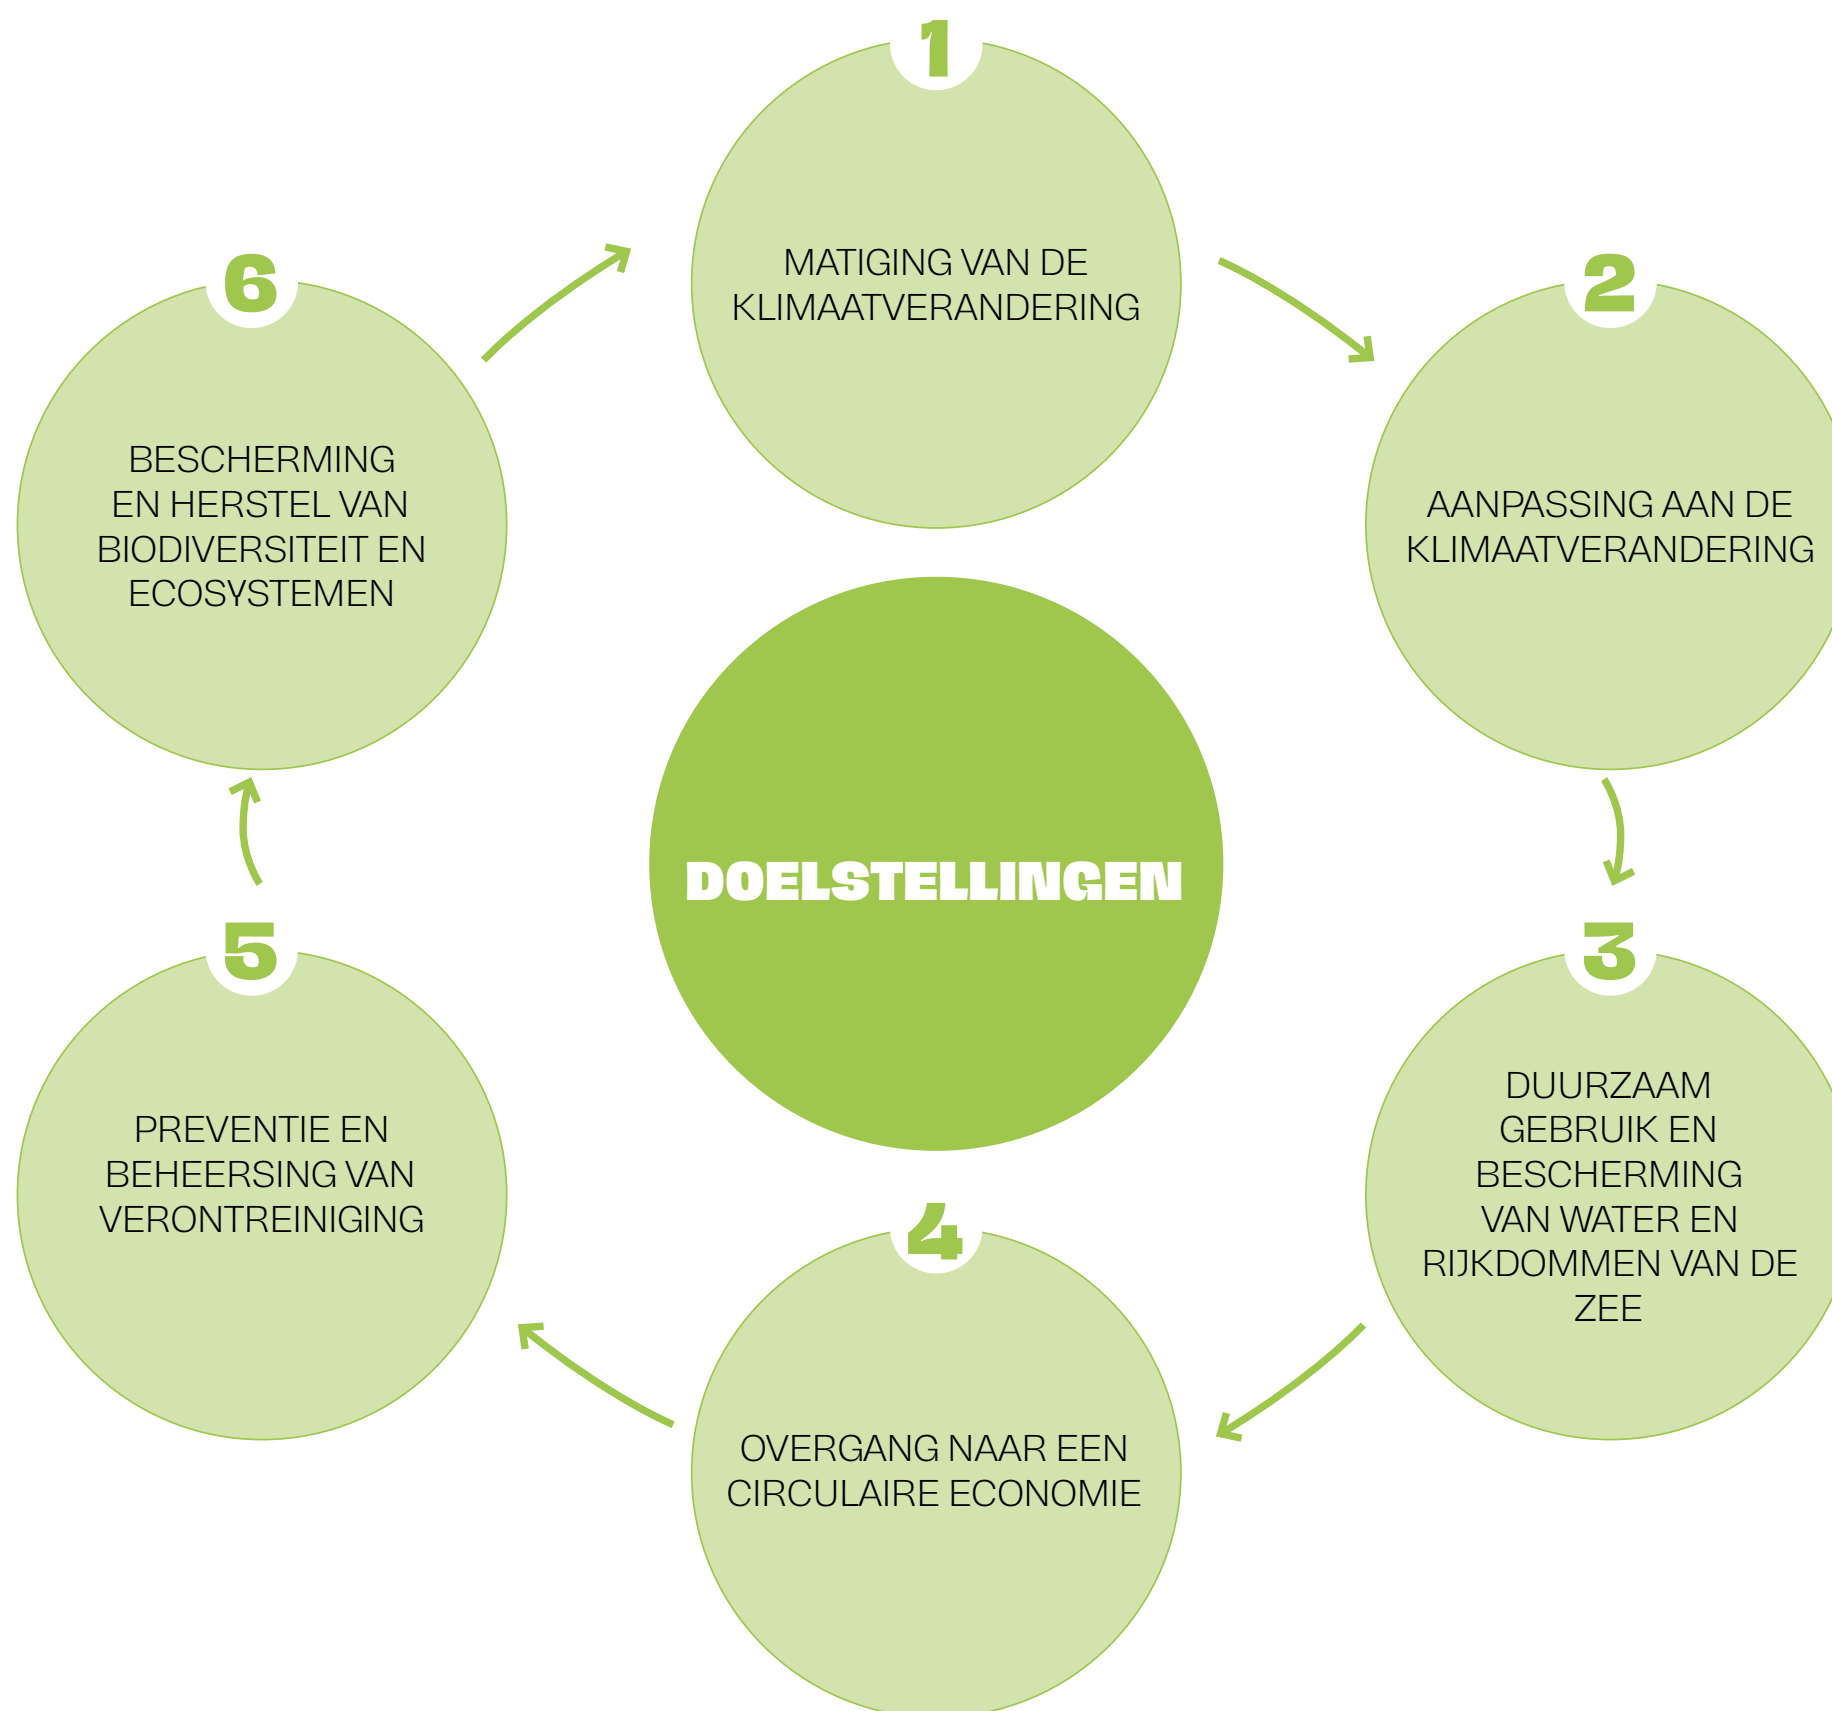 1
MATIGING VAN DE
KLIMAATVERANDERING
2
AANPASSING AAN DE
KLIMAATVERANDERING
3
DUURZAAM
GEBRUIK EN
BESCHERMING
VAN WATER EN
RIJKDOMMEN VAN DE
ZEE
4
OVERGANG NAAR EEN
CIRCULAIRE ECONOMIE
5
PREVENTIE EN
BEHEERSING VAN
VERONTREINIGING
6
BESCHERMING
EN HERSTEL VAN
BIODIVERSITEIT EN
ECOSYSTEMEN
DOELSTELLINGEN